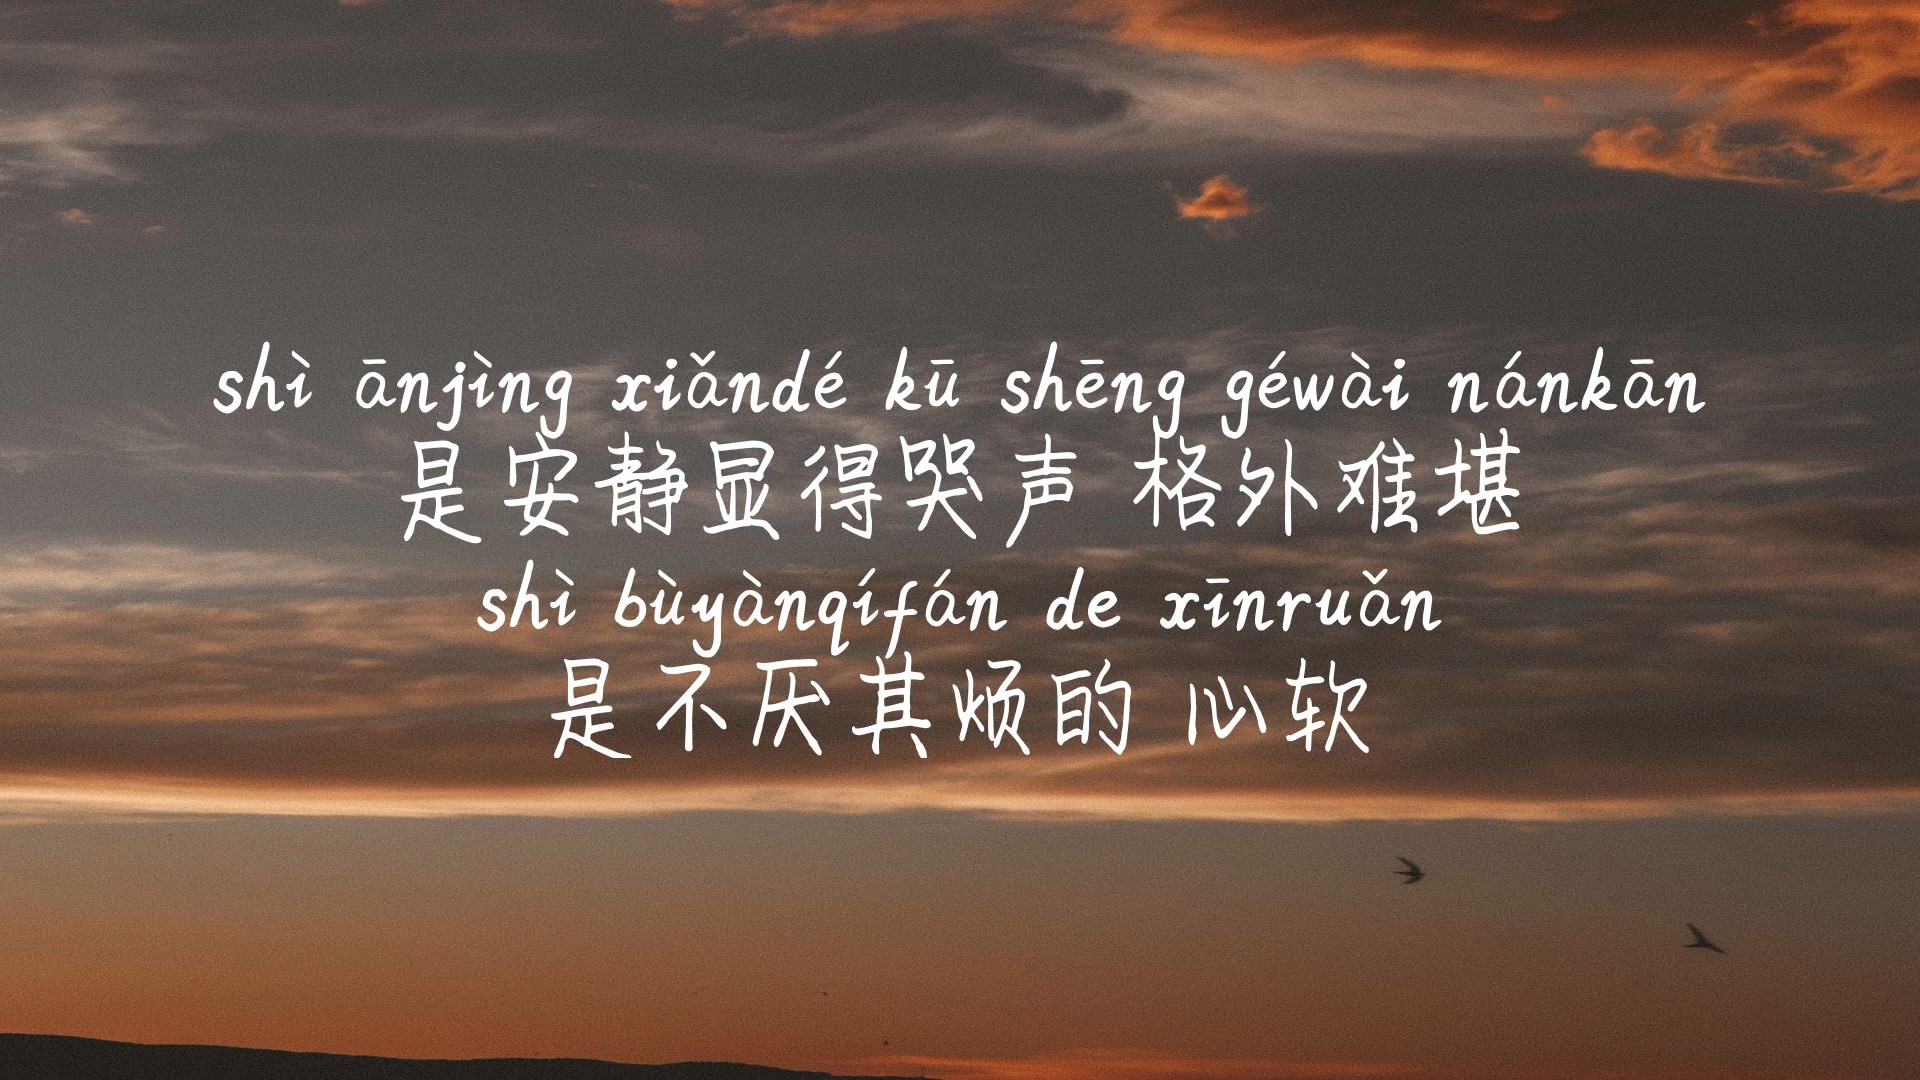 shì ānjìng xiǎndé kū shēng géwài nánkān
是安静显得哭声 格外难堪
shì bùyànqífán de xīnruǎn
是不厌其烦的 心软